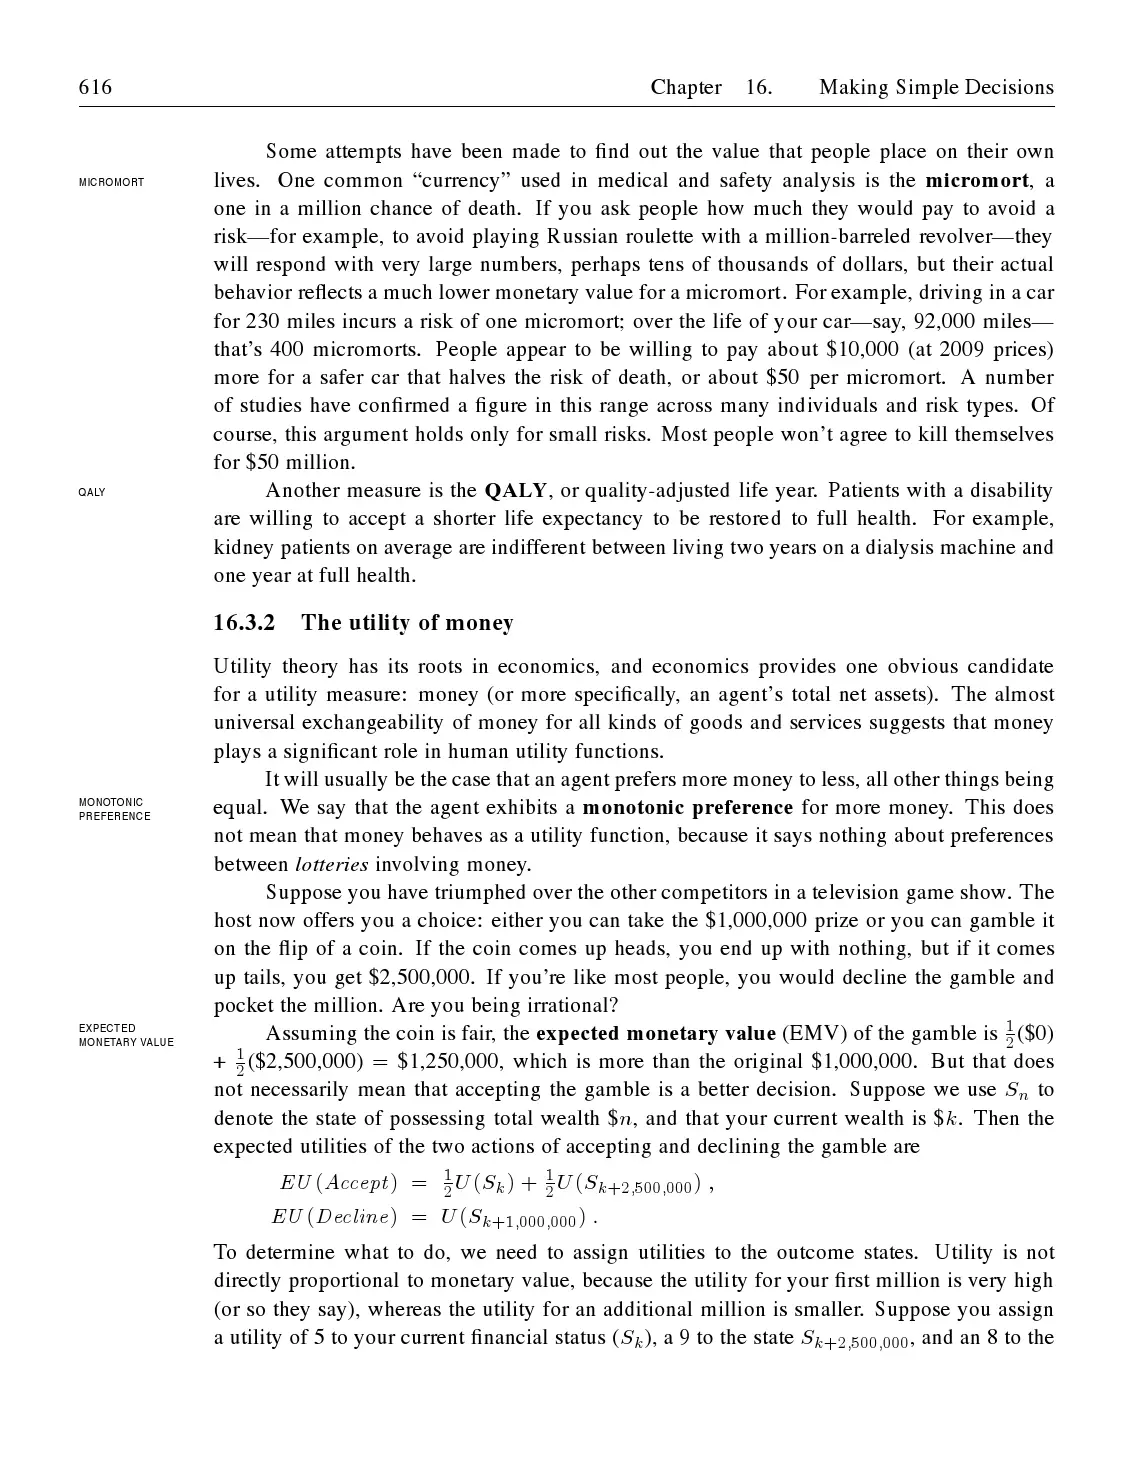 616 Chapter 16. Making Simple Decisions
Some attempts have been made to find out the value that people place on their own
MICROMORT
lives. One common “currency” used in medical and safety analysis is the micromort, a
one in a million chance of death. If you ask people how much they would pay to avoid a
risk—for example, to avoid playing Russian roulette with a million-barreled revolver—they
will respond with very large numbers, perhaps tens of thousands of dollars, but their actual
behavior reflects a much lower monetary value for a micromort. For example, driving in a car
for 230 miles incurs a risk of one micromort; over the life of your car—say, 92,000 miles—
that’s 400 micromorts. People appear to be willing to pay about $10,000 (at 2009 prices)
more for a safer car that halves the risk of death, or about $50 per micromort. A number
of studies have confirmed a figure in this range across many individuals and risk types. Of
course, this argument holds only for small risks. Most people won’t agree to kill themselves
for $50 million.
QALY
Another measure is the QALY, or quality-adjusted life year. Patients with a disability
are willing to accept a shorter life expectancy to be restored to full health. For example,
kidney patients on average are indifferent between living two years on a dialysis machine and
one year at full health.
16.3.2 The utility of money
Utility theory has its roots in economics, and economics provides one obvious candidate
for a utility measure: money (or more specifically, an agent’s total net assets). The almost
universal exchangeability of money for all kinds of goods and services suggests that money
plays a significant role in human utility functions.
It will usually be the case that an agent prefers more money to less, all other things being
MONOTONIC
PREFERENCE
equal. We say that the agent exhibits a monotonic preference for more money. This does
not mean that money behaves as a utility function, because it says nothing about preferences
between lotteries involving money.
Suppose you have triumphed over the other competitors in a television game show. The
host now offers you a choice: either you can take the $1,000,000 prize or you can gamble it
on the flip of a coin. If the coin comes up heads, you end up with nothing, but if it comes
up tails, you get $2,500,000. If you’re like most people, you would decline the gamble and
pocket the million. Are you being irrational?
EXPECTED
MONETARY VALUE
Assuming the coin is fair, the expected monetary value (EMV) of the gamble is ½($0)
+ ½($2,500,000) = $1,250,000, which is more than the original $1,000,000. But that does
not necessarily mean that accepting the gamble is a better decision. Suppose we use Sₙ to
denote the state of possessing total wealth $n, and that your current wealth is $k. Then the
expected utilities of the two actions of accepting and declining the gamble are
EU(Accept) = ½U(Sₖ) + ½U(Sₖ₊₂,₅₀₀,₀₀₀) ,
EU(Decline) = U(Sₖ₊₁,₀₀₀,₀₀₀) .
To determine what to do, we need to assign utilities to the outcome states. Utility is not
directly proportional to monetary value, because the utility for your first million is very high
(or so they say), whereas the utility for an additional million is smaller. Suppose you assign
a utility of 5 to your current financial status (Sₖ), a 9 to the state Sₖ₊₂,₅₀₀,₀₀₀, and an 8 to the